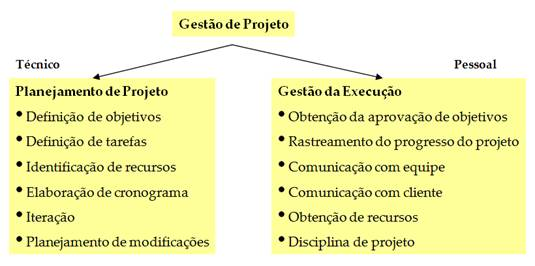 Gestão de Projeto
Técnico
Pessoal
Planejamento de Projeto
• Definição de objetivos
• Definição de tarefas
• Identificação de recursos
• Elaboração de cronograma
• Iteração
• Planejamento de modificações
Gestão da Execução
• Obtenção da aprovação de objetivos
• Rastreamento do progresso do projeto
• Comunicação com equipe
• Comunicação com cliente
• Obtenção de recursos
• Disciplina de projeto